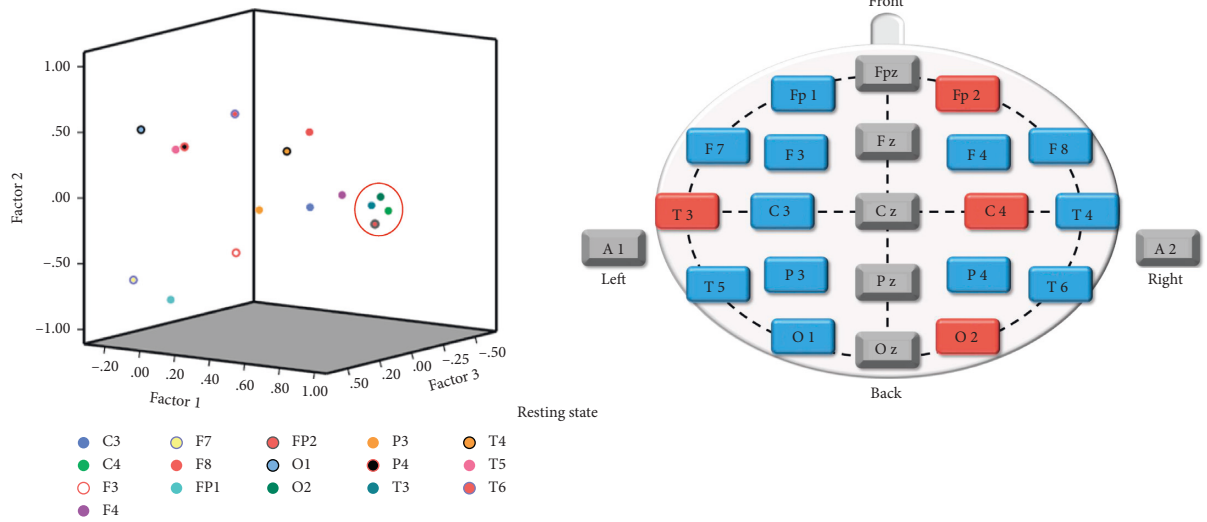 1.00
.50
.00
−.50
−1.00
Factor 2
−.20
.00
.20
.40
.60
.80
1.00
Factor 1
.50
.20
.00
−.25
−.50
Factor 3
Resting state
C3
F7
FP2
P3
T4
C4
F8
O1
P4
T5
F3
FP1
O2
T3
T6
F4
Front
Fpz
Fp 1
Fp 2
F 7
F 3
F z
F 4
F 8
T 3
C 3
C z
C 4
T 4
A 1
A 2
Left
Right
T 5
P 3
P z
P 4
T 6
O 1
O z
O 2
Back